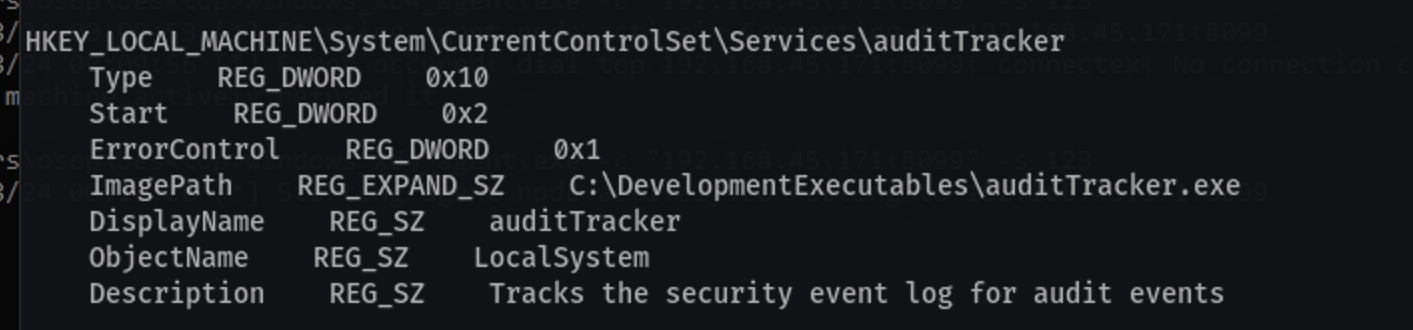 HKEY_LOCAL_MACHINE\System\CurrentControlSet\Services\auditTracker
Type    REG_DWORD    0x10
Start    REG_DWORD    0x2
ErrorControl    REG_DWORD    0x1
ImagePath    REG_EXPAND_SZ    C:\DevelopmentExecutables\auditTracker.exe
DisplayName    REG_SZ    auditTracker
ObjectName    REG_SZ    LocalSystem
Description    REG_SZ    Tracks the security event log for audit events